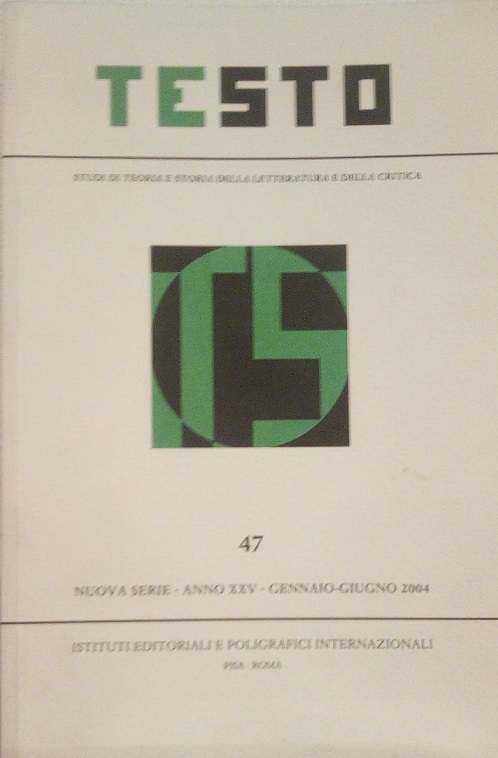 TESTO
STUDI DI TEORIA E STORIA DELLA LETTERATURA E DELLA CRITICA
TS
47
NUOVA SERIE · ANNO XXV · GENNAIO-GIUGNO 2004
ISTITUTI EDITORIALI E POLIGRAFICI INTERNAZIONALI
PISA · ROMA